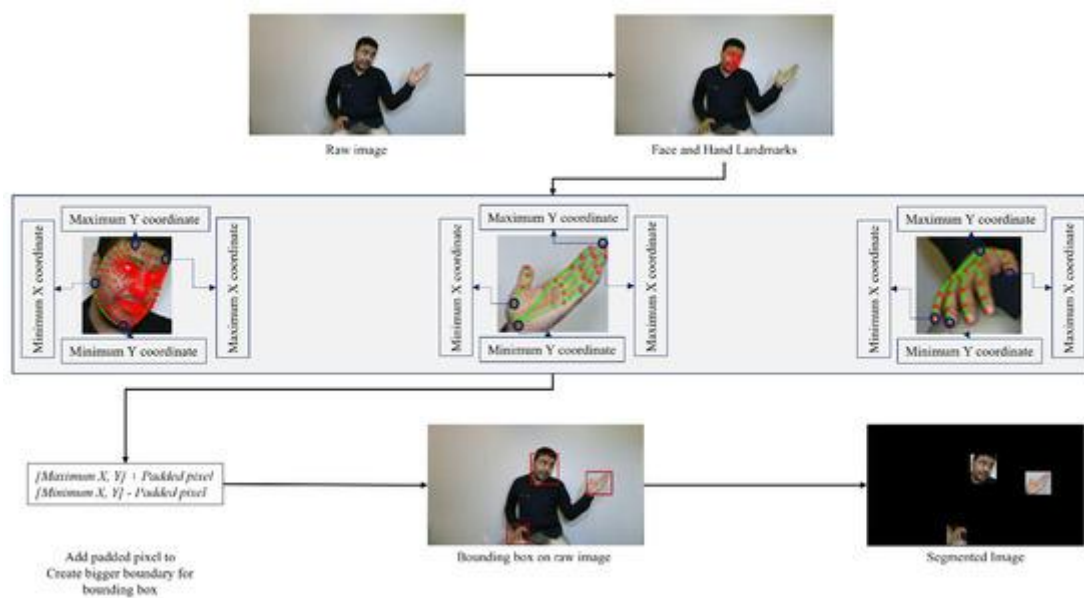 Raw image
Face and Hand Landmarks
Maximum Y coordinate
Minimum X coordinate
Maximum X coordinate
Minimum Y coordinate
Maximum Y coordinate
Minimum X coordinate
Maximum X coordinate
Minimum Y coordinate
Maximum Y coordinate
Minimum X coordinate
Maximum X coordinate
Minimum Y coordinate
[Maximum X, Y] + Padded pixel
[Minimum X, Y] - Padded pixel
Add padded pixel to
Create bigger boundary for
bounding box
Bounding box on raw image
Segmented Image